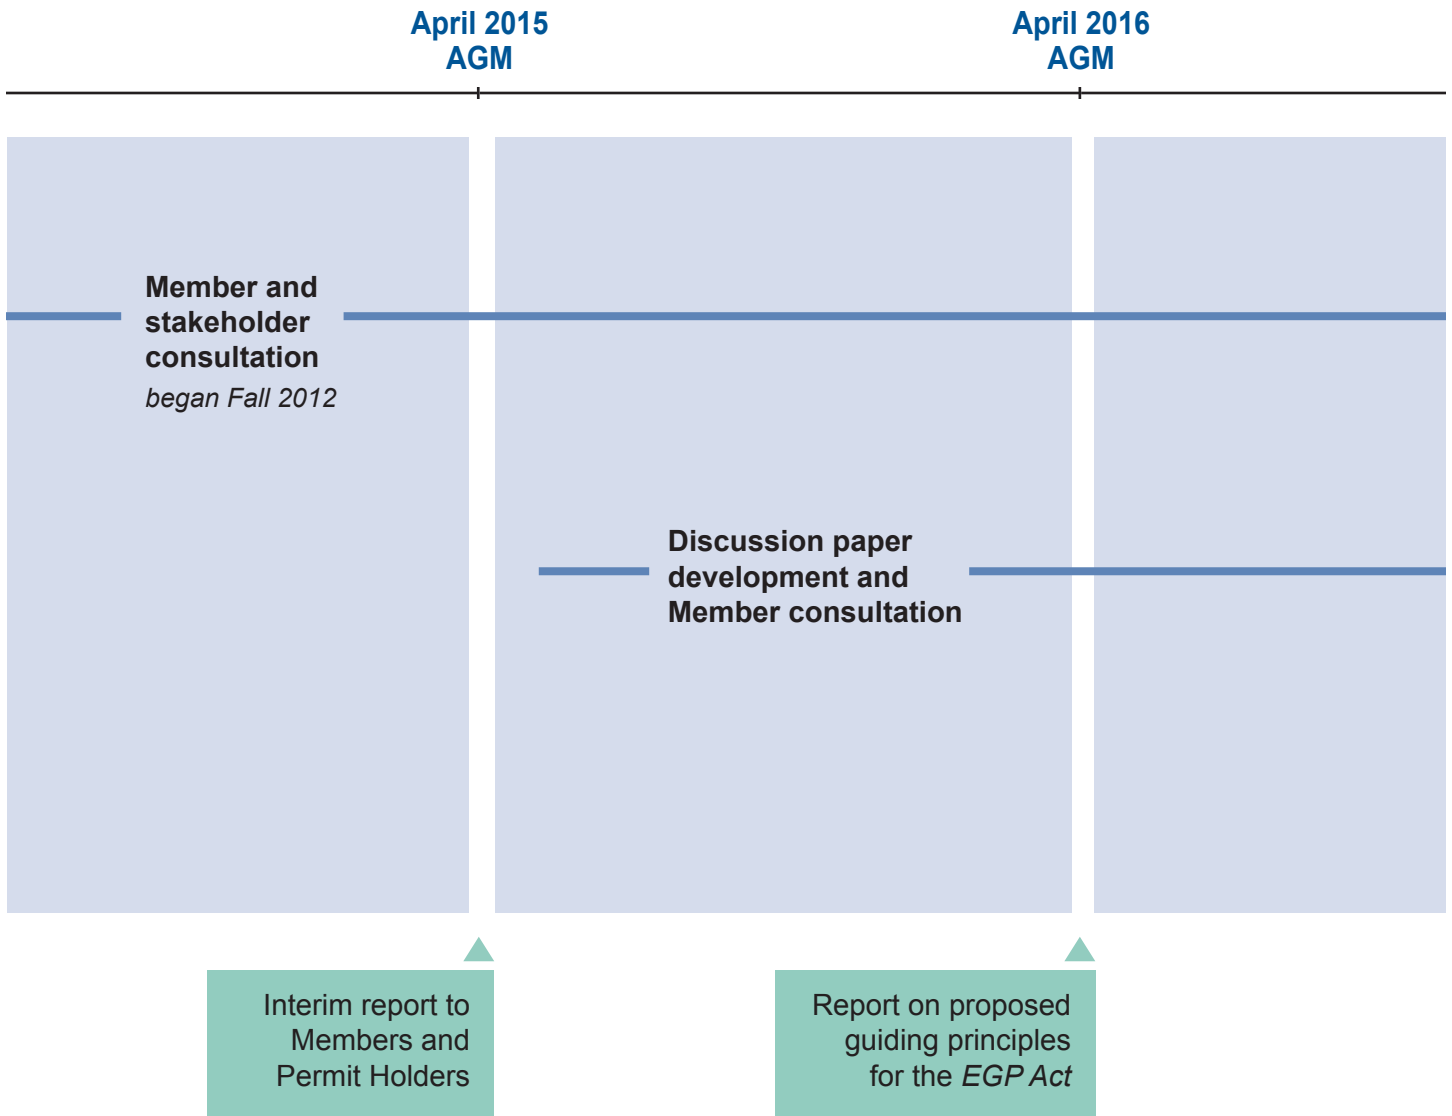 April 2015
AGM
April 2016
AGM
Member and
stakeholder
consultation
began Fall 2012
Discussion paper
development and
Member consultation
Interim report to
Members and
Permit Holders
Report on proposed
guiding principles
for the EGP Act